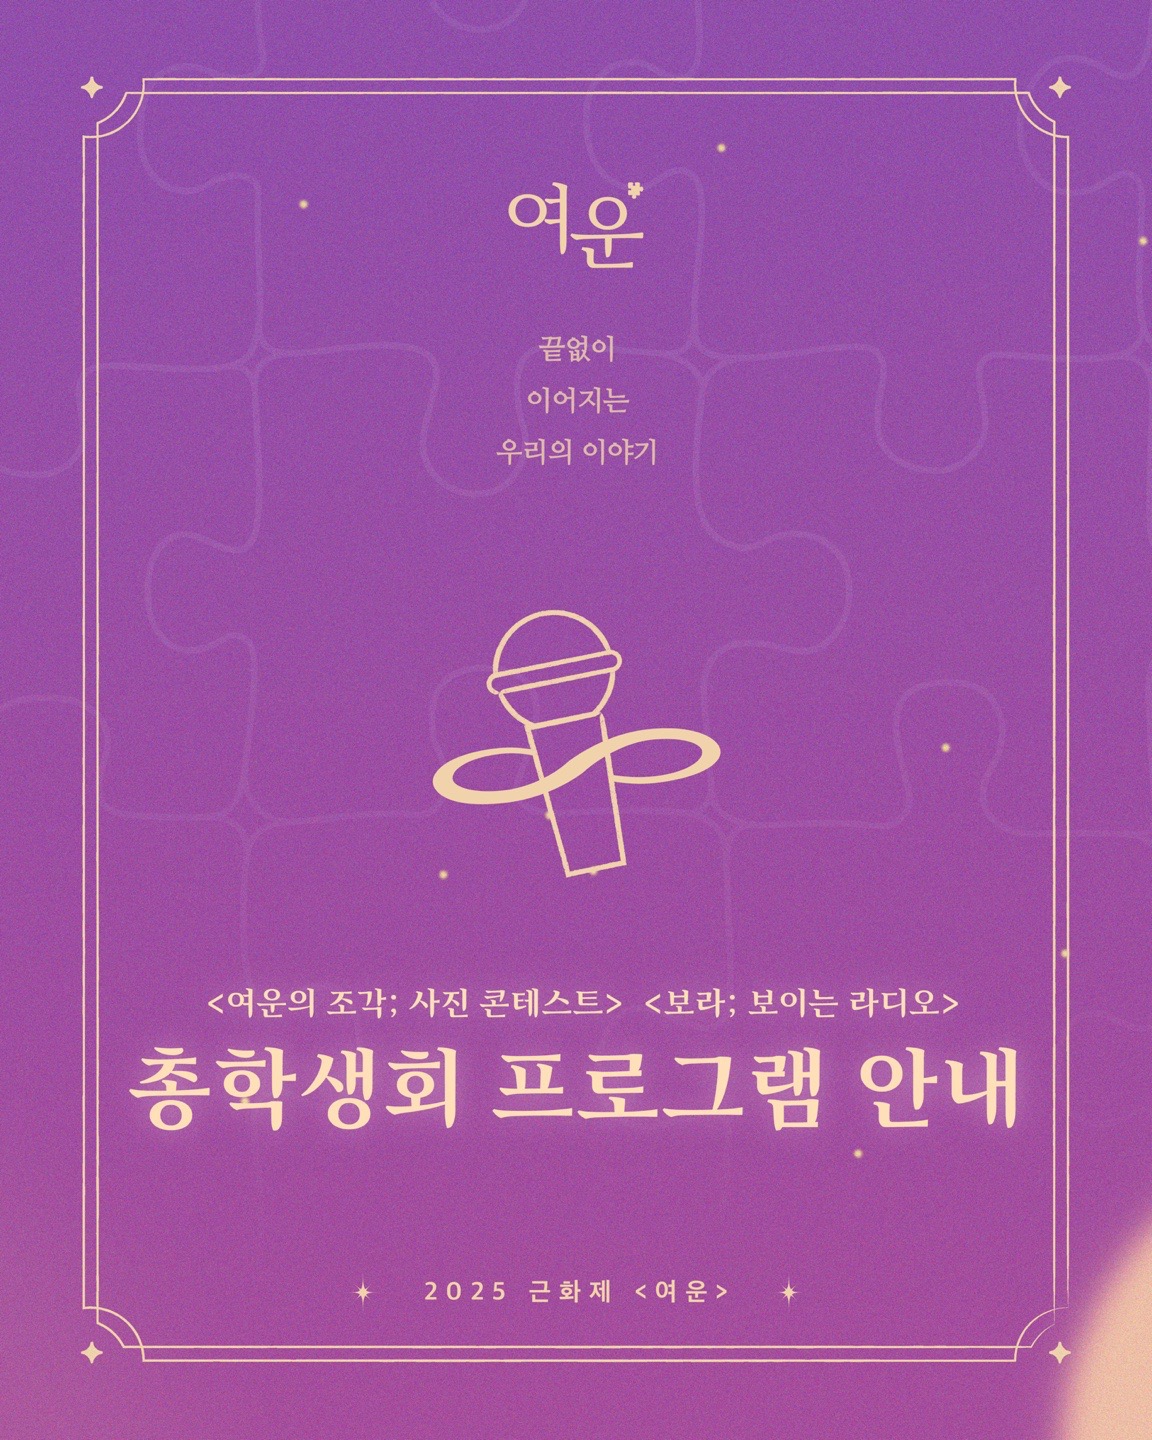 여운
끝없이
이어지는
우리의 이야기
<여운의 조각; 사진 콘테스트> <보라; 보이는 라디오>
총학생회 프로그램 안내
2025 근화제 <여운>